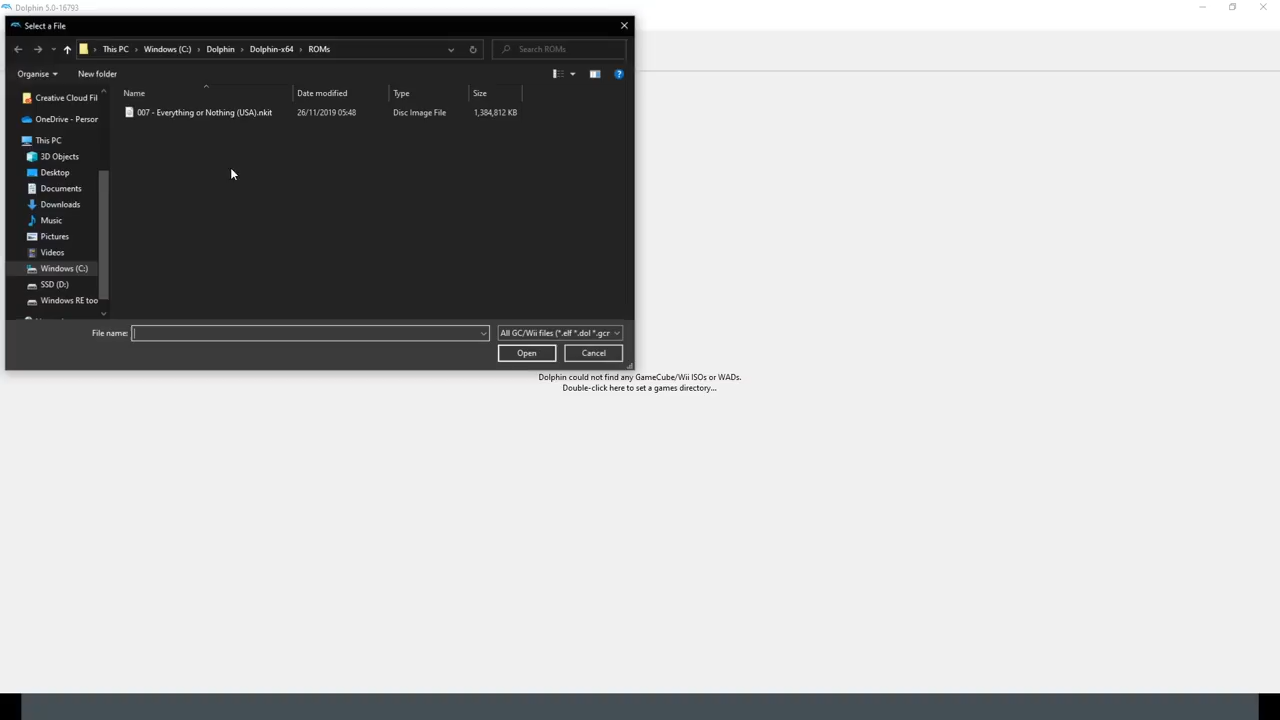 Dolphin 5.0-16793
Select a File
This PC Windows (C:) Dolphin Dolphin-x64 ROMs
Search ROMs
Organise New folder
Name Date modified Type Size
007 - Everything or Nothing (USA).nkit 26/11/2019 05:48 Disc Image File 1,384,812 KB
Creative Cloud Fil
OneDrive - Person
This PC
3D Objects
Desktop
Documents
Downloads
Music
Pictures
Videos
Windows (C:)
SSD (D:)
Windows RE too
File name: All GC/Wii files (*.elf *.dol *.gcr
Open Cancel
Dolphin could not find any GameCube/Wii ISOs or WADs.
Double-click here to set a games directory...